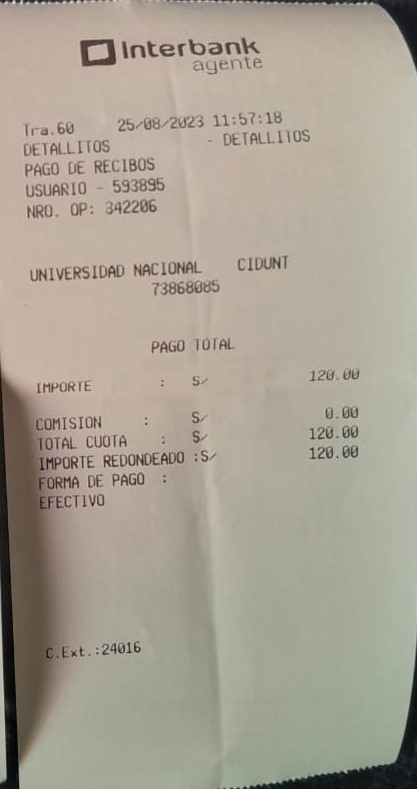 Interbank
agente
Tra.60 25/08/2023 11:57:18
DETALLITOS - DETALLITOS
PAGO DE RECIBOS
USUARIO - 593895
NRO. OP: 342206
UNIVERSIDAD NACIONAL CIDUNT
73868085
PAGO TOTAL
IMPORTE : S/ 120.00
COMISION : S/ 0.00
TOTAL CUOTA : S/ 120.00
IMPORTE REDONDEADO :S/ 120.00
FORMA DE PAGO :
EFECTIVO
C.Ext.:24016